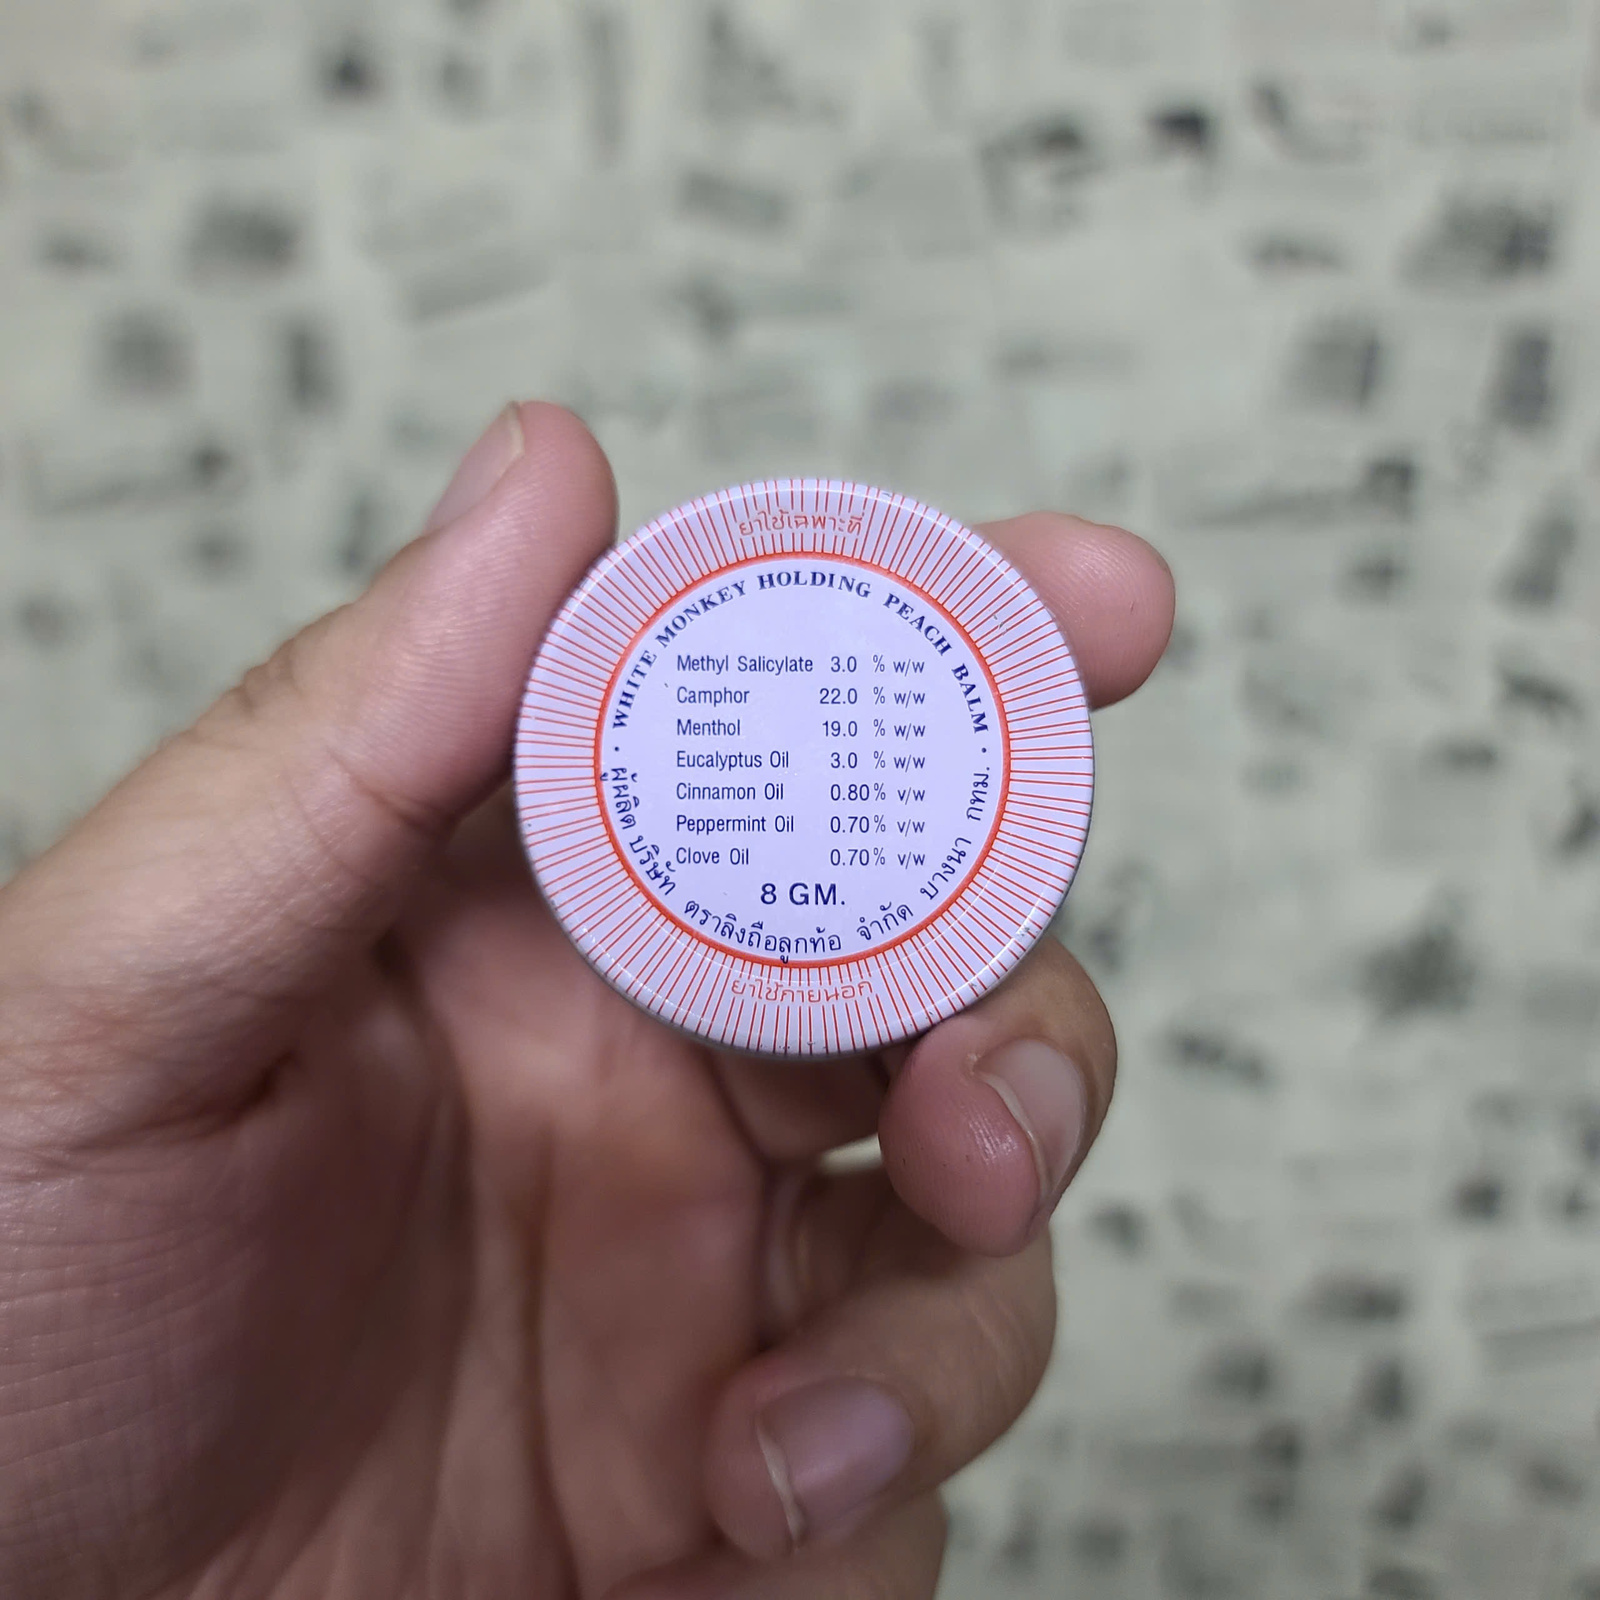 ยาใช้เฉพาะที่
• WHITE MONKEY HOLDING PEACH BALM •
Methyl Salicylate 3.0 % w/w
Camphor 22.0 % w/w
Menthol 19.0 % w/w
Eucalyptus Oil 3.0 % w/w
Cinnamon Oil 0.80 % v/w
Peppermint Oil 0.70 % v/w
Clove Oil 0.70 % v/w
8 GM.
ผู้ผลิต บริษัท ตราลิงถือลูกท้อ จำกัด บางนา กทม.
ยาใช้ภายนอก